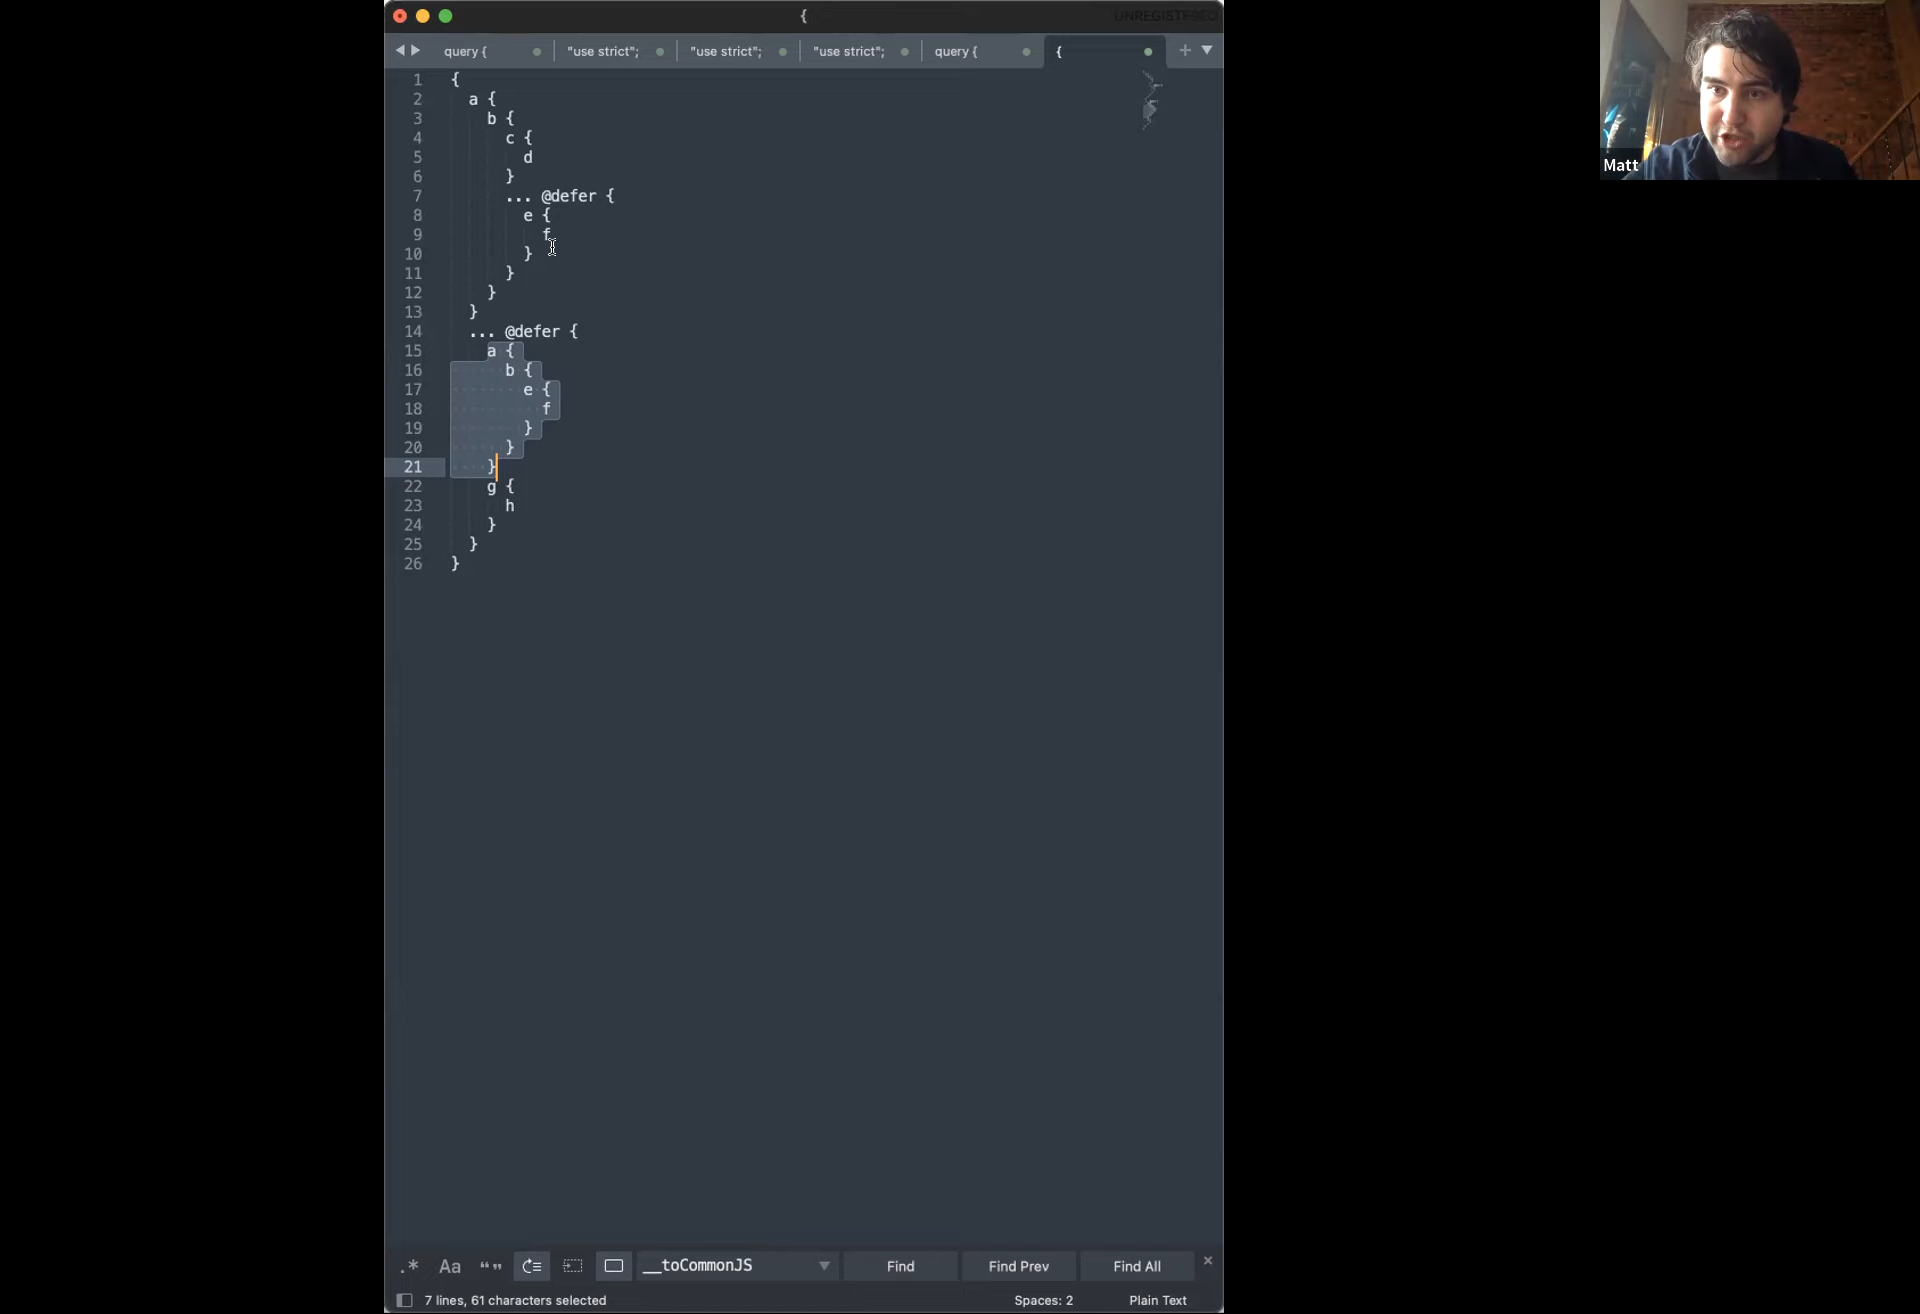 {
UNREGISTERED
query {
"use strict";
"use strict";
"use strict";
query {
{
1 {
2 a {
3 b {
4 c {
5 d
6 }
7 ... @defer {
8 e {
9 f
10 }
11 }
12 }
13 }
14 ... @defer {
15 a {
16 b {
17 e {
18 f
19 }
20 }
21 }
22 g {
23 h
24 }
25 }
26 }
Matt
.* Aa “” __toCommonJS Find Find Prev Find All
7 lines, 61 characters selected Spaces: 2 Plain Text